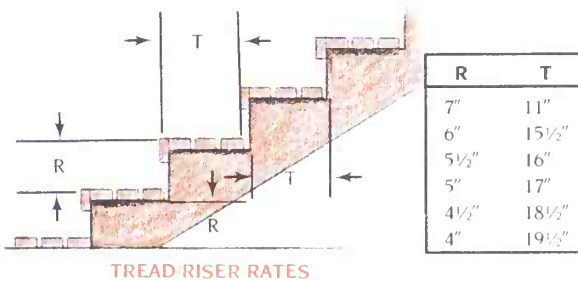 T
R
T
R
TREAD/RISER RATES
R T
7" 11"
6" 15½"
5½" 16"
5" 17"
4½" 18½"
4" 19½"